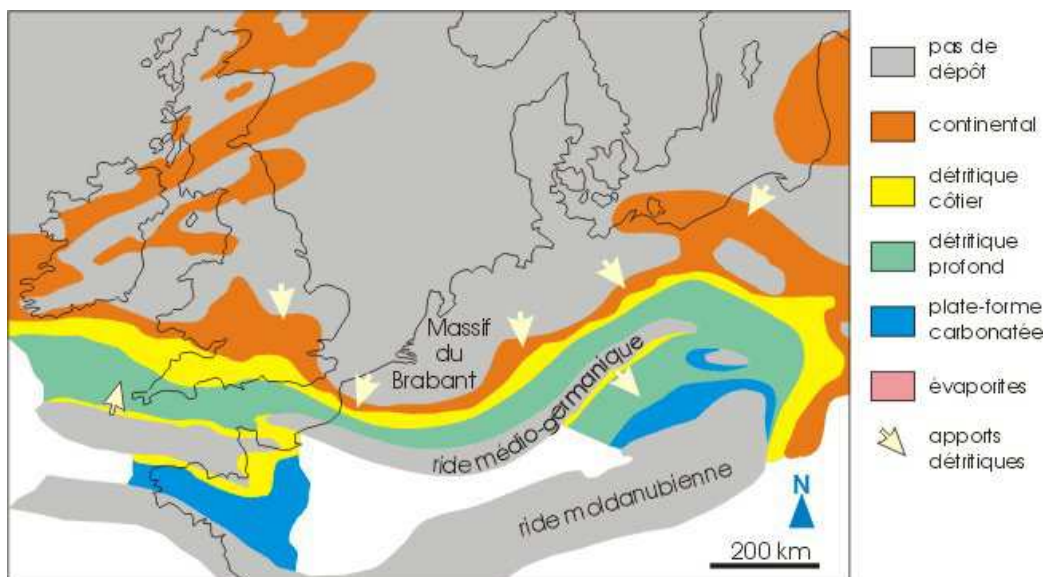 Massif
du
Brabant
ride médio-germanique
ride moldanubienne
N
200 km
pas de
dépôt
continental
détritique
côtier
détritique
profond
plate-forme
carbonatée
évaporites
apports
détritiques